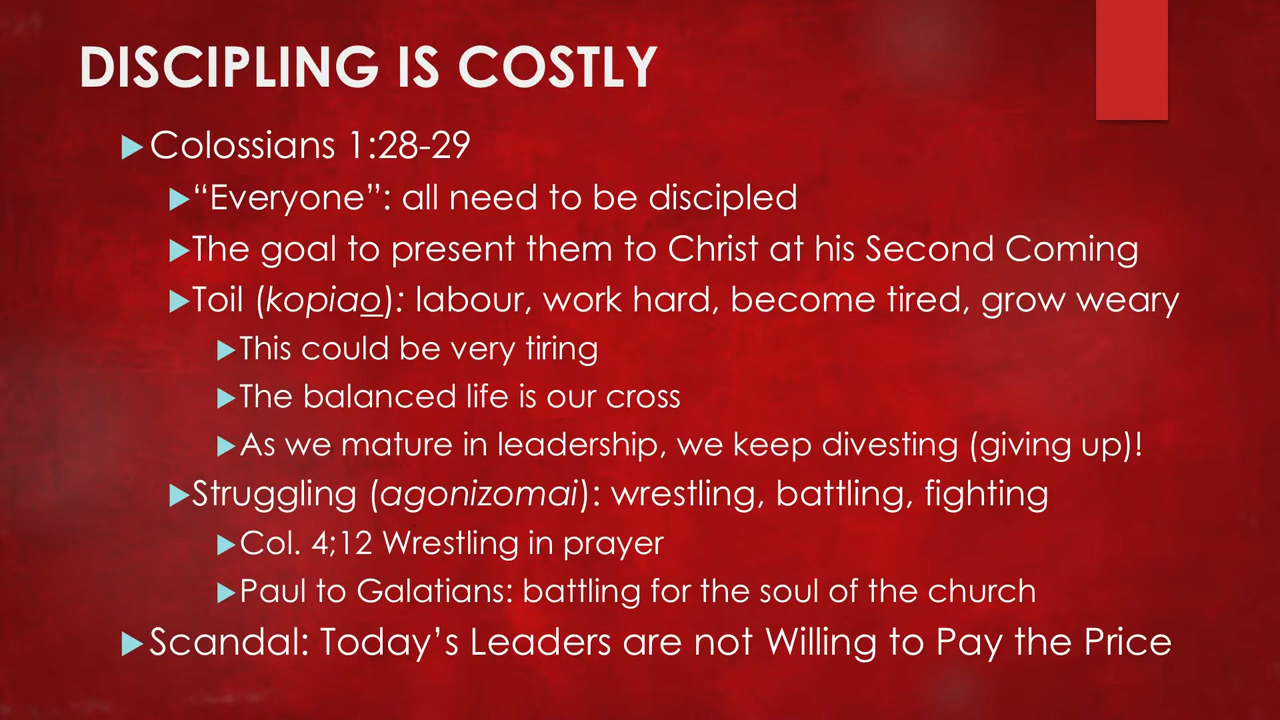 DISCIPLING IS COSTLY
Colossians 1:28-29
“Everyone”: all need to be discipled
The goal to present them to Christ at his Second Coming
Toil (kopiao): labour, work hard, become tired, grow weary
This could be very tiring
The balanced life is our cross
As we mature in leadership, we keep divesting (giving up)!
Struggling (agonizomai): wrestling, battling, fighting
Col. 4;12 Wrestling in prayer
Paul to Galatians: battling for the soul of the church
Scandal: Today’s Leaders are not Willing to Pay the Price